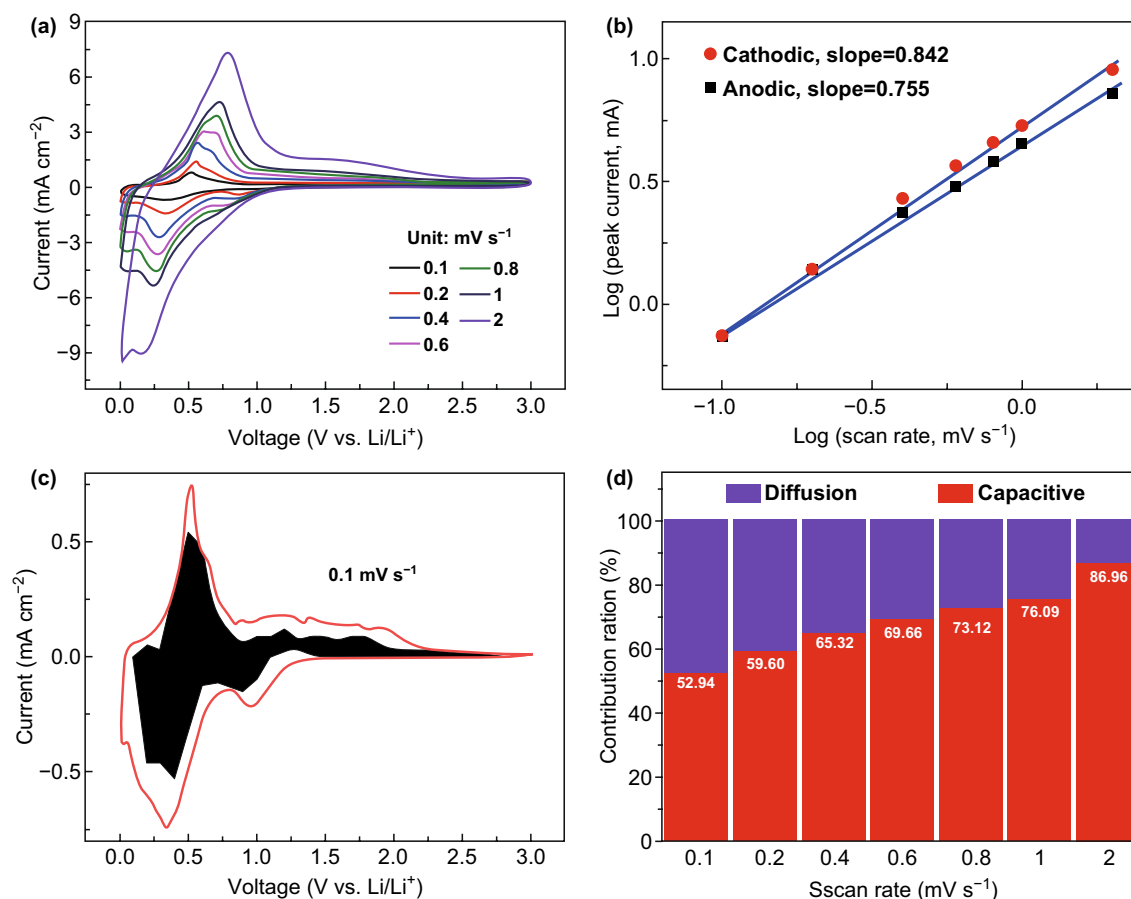 (a)
9
6
3
0
−3
−6
−9
Current (mA cm⁻²)
Unit: mV s⁻¹
0.1 0.8
0.2 1
0.4 2
0.6
0.0 0.5 1.0 1.5 2.0 2.5 3.0
Voltage (V vs. Li/Li⁺)
(b)
Cathodic, slope=0.842
Anodic, slope=0.755
1.0
0.5
0.0
Log (peak current, mA)
−1.0 −0.5 0.0
Log (scan rate, mV s⁻¹)
(c)
0.1 mV s⁻¹
0.5
0.0
−0.5
Current (mA cm⁻²)
0.0 0.5 1.0 1.5 2.0 2.5 3.0
Voltage (V vs. Li/Li⁺)
(d)
Diffusion Capacitive
100
80
60
40
20
0
Contribution ration (%)
52.94
59.60
65.32
69.66
73.12
76.09
86.96
0.1 0.2 0.4 0.6 0.8 1 2
Sscan rate (mV s⁻¹)